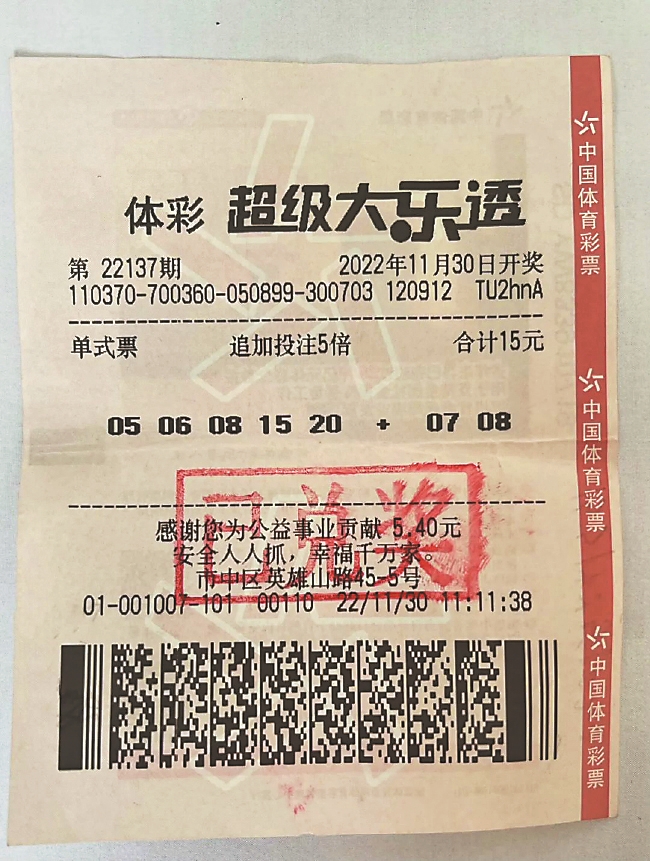 体彩 超级大乐透
第 22137期 2022年11月30日开奖
110370-700360-050899-300703 120912 TU2hnA
单式票 追加投注5倍 合计15元
05 06 08 15 20 + 07 08
已兑奖
感谢您为公益事业贡献 5.40元
安全人人抓，幸福千万家。
市中区英雄山路45-5号
01-001007-101 00110 22/11/30 11:11:38
中国体育彩票
中国体育彩票
中国体育彩票